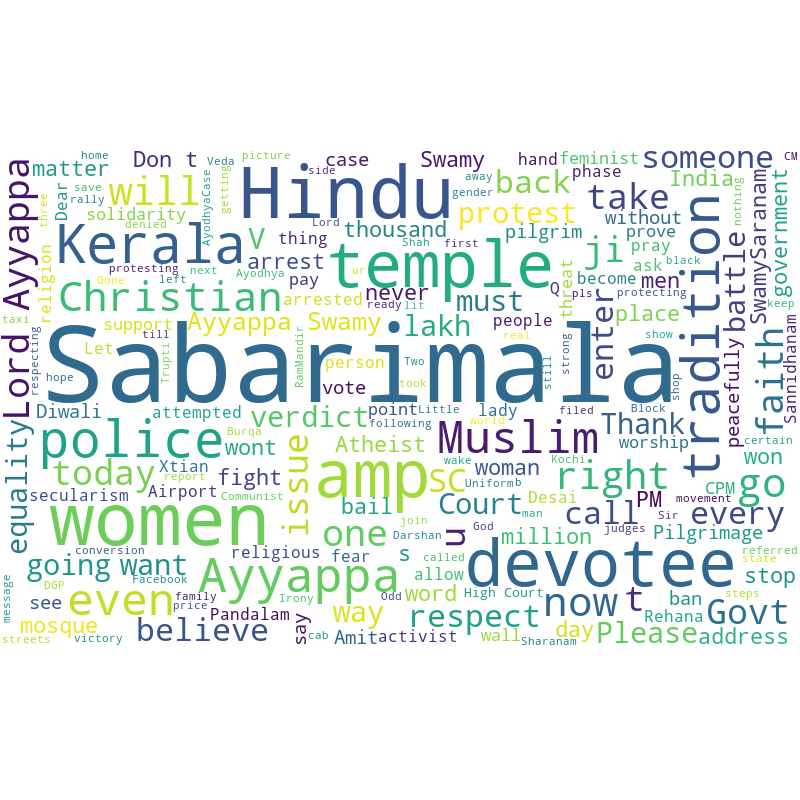 home
Veda
picture
side
Don t
case
Swamy
hand
feminist
CM
matter
Dear
save
rally
will
getting
Hindu
away
back
phase
someone
India
three
solidarity
denied
AyodhyaCase
Lord
gender
take
without
nothing
Lord Ayyappa
Kerala
V
thousand
protest
pilgrim
prove
government
thing
Shah
first
ji
pray
black
religion
protesting
next
Ayodhya
arrest
temple
threat
ask
men
tradition
battle
SwamySaranam
Gone
left
pay
never
ur
become
Q
pls
protecting
keep
taxi
Christian
arrested
ready
lit
must
enter
place
faith
Sannidhanam
support
Ayyappa Swamy
lakh
people
peacefully
respecting
Let
till
RamMandir
real
strong
show
Sabarimala
hope
Trupti
person
Two
still
shop
vote
took
Diwali
attempted
verdict
point
Little
lady
filed
Block
Thank
certain
equality
police
Burqa
following
world
Muslim
worship
won
Xtian
wont
Atheist
wake
Kochi
today
report
issue
fight
amp
SC
woman
right
movement
go
secularism
Airport
Communist
bail
Uniform
b
Desai
PM
CPM
women
join
u
Court
man
call
Sir
every
one
Darshan
God
million
judges
Pilgrimage
conversion
religious
fear
s
called
devotee
referred
going
want
state
stop
message
DGP
Facebook
Ayyappa
allow
see
even
family
Irony
Odd
word
High Court
now
t
ban
steps
Rehana
Govt
price
Pandalam
way
respect
mosque
say
wall
day
Please
address
streets
victory
believe
cab
Amit
activist
Sharanam